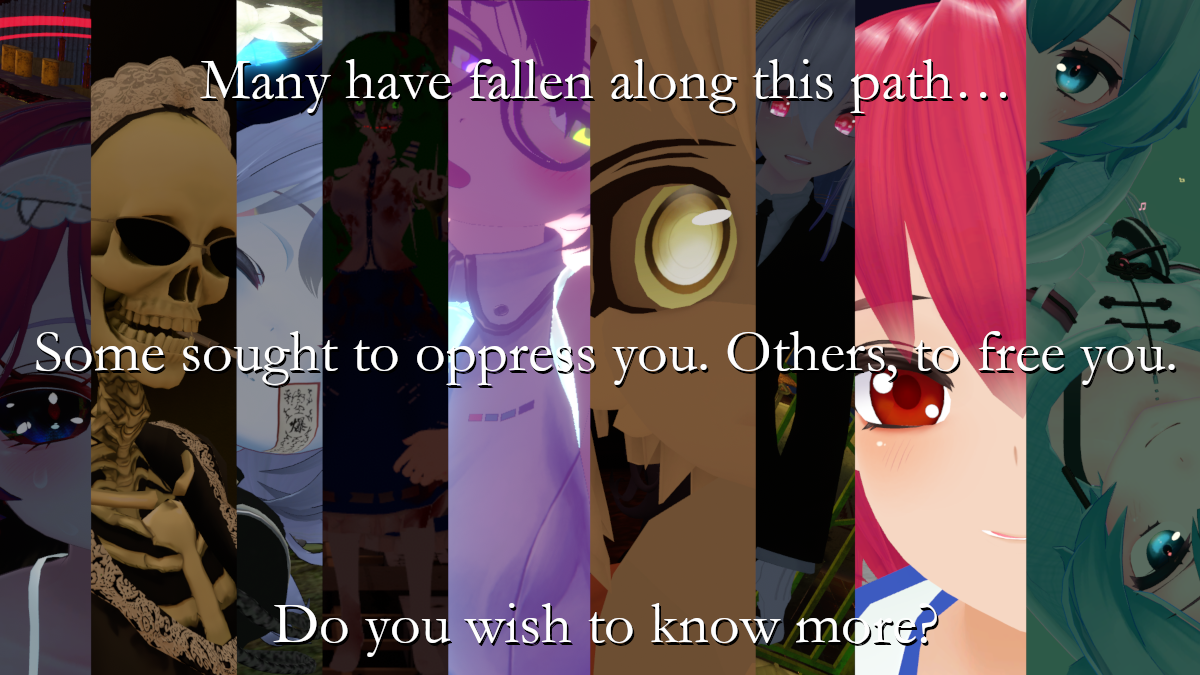 Many have fallen along this path...
Some sought to oppress you. Others, to free you.
Do you wish to know more?